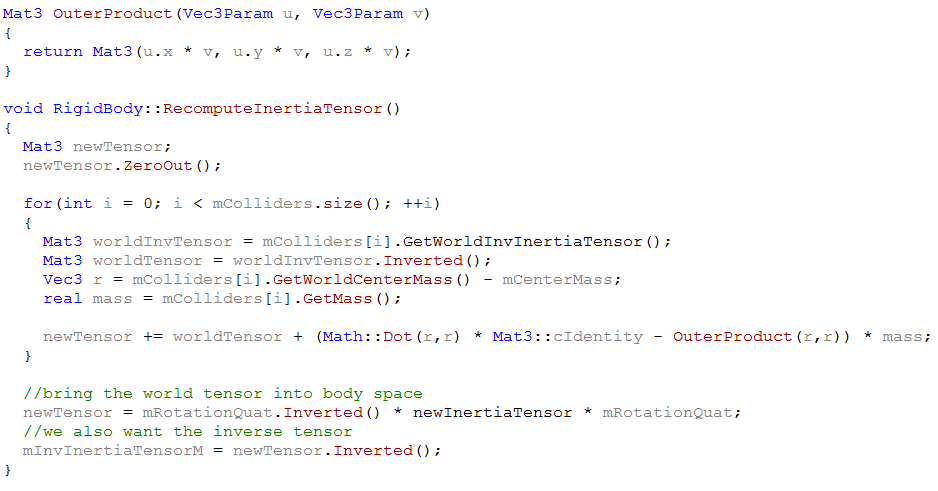 Mat3 OuterProduct(Vec3Param u, Vec3Param v)
{
  return Mat3(u.x * v, u.y * v, u.z * v);
}

void RigidBody::RecomputeInertiaTensor()
{
  Mat3 newTensor;
  newTensor.ZeroOut();

  for(int i = 0; i < mColliders.size(); ++i)
  {
    Mat3 worldInvTensor = mColliders[i].GetWorldInvInertiaTensor();
    Mat3 worldTensor = worldInvTensor.Inverted();
    Vec3 r = mColliders[i].GetWorldCenterMass() - mCenterMass;
    real mass = mColliders[i].GetMass();

    newTensor += worldTensor + (Math::Dot(r,r) * Mat3::cIdentity - OuterProduct(r,r)) * mass;
  }

  //bring the world tensor into body space
  newTensor = mRotationQuat.Inverted() * newInertiaTensor * mRotationQuat;
  //we also want the inverse tensor
  mInvInertiaTensorM = newTensor.Inverted();
}